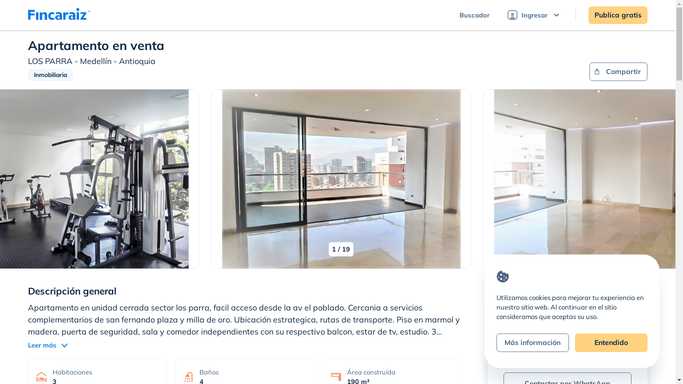 Fincaraiz
Buscador
Ingresar
Publica gratis
Apartamento en venta
LOS PARRA - Medellín - Antioquia
Inmobiliaria
Compartir
1 / 19
Descripción general
Apartamento en unidad cerrada sector los parra, facil acceso desde la av el poblado. Cercania a servicios
complementarios de san fernando plaza y milla de oro. Ubicación estrategica, rutas de transporte. Piso en marmol y
madera, puerta de seguridad, sala y comedor independientes con su respectivo balcon, estar de tv, estudio. 3...
Leer más
Habitaciones
3
Baños
4
Área construida
190 m²
Utilizamos cookies para mejorar tu experiencia en
nuestro sitio web. Al continuar en el sitio
consideramos que aceptas su uso.
Más información
Entendido
Contactar por WhatsApp